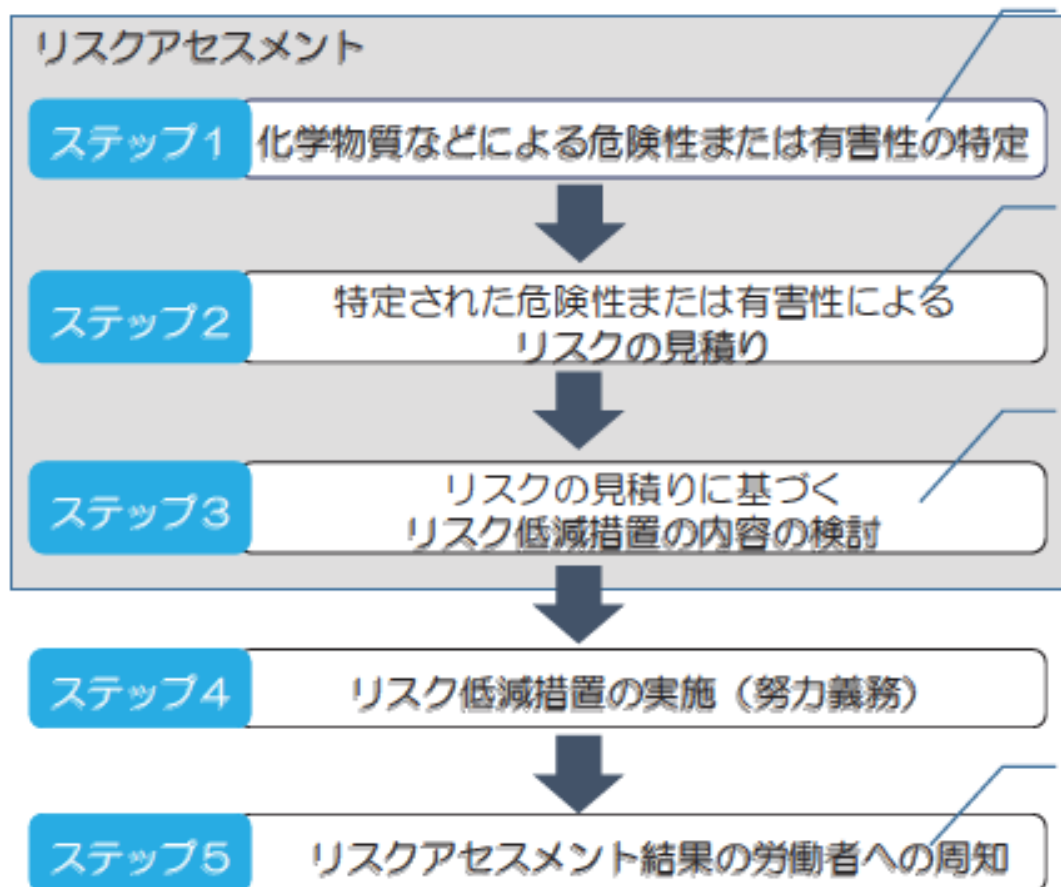 リスクアセスメント
ステップ1 化学物質などによる危険性または有害性の特定
ステップ2 特定された危険性または有害性による
リスクの見積り
ステップ3 リスクの見積りに基づく
リスク低減措置の内容の検討
ステップ4 リスク低減措置の実施（努力義務）
ステップ5 リスクアセスメント結果の労働者への周知